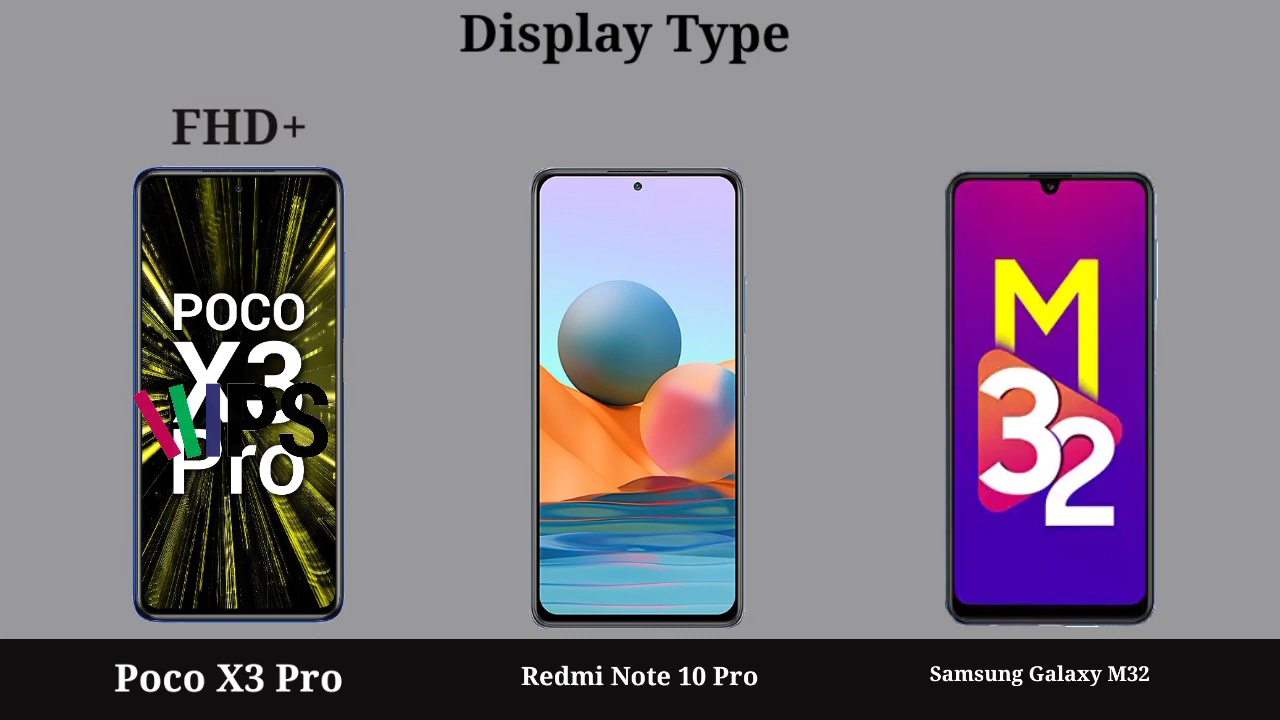 Display Type
FHD+
POCO
X3
Pro
IPS
M
32
Poco X3 Pro
Redmi Note 10 Pro
Samsung Galaxy M32